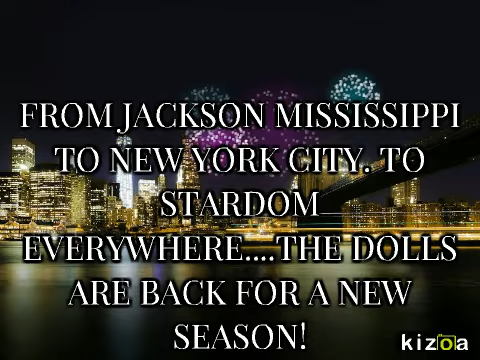 FROM JACKSON MISSISSIPPI
TO NEW YORK CITY. TO
STARDOM
EVERYWHERE....THE DOLLS
ARE BACK FOR A NEW
SEASON!
kizoa